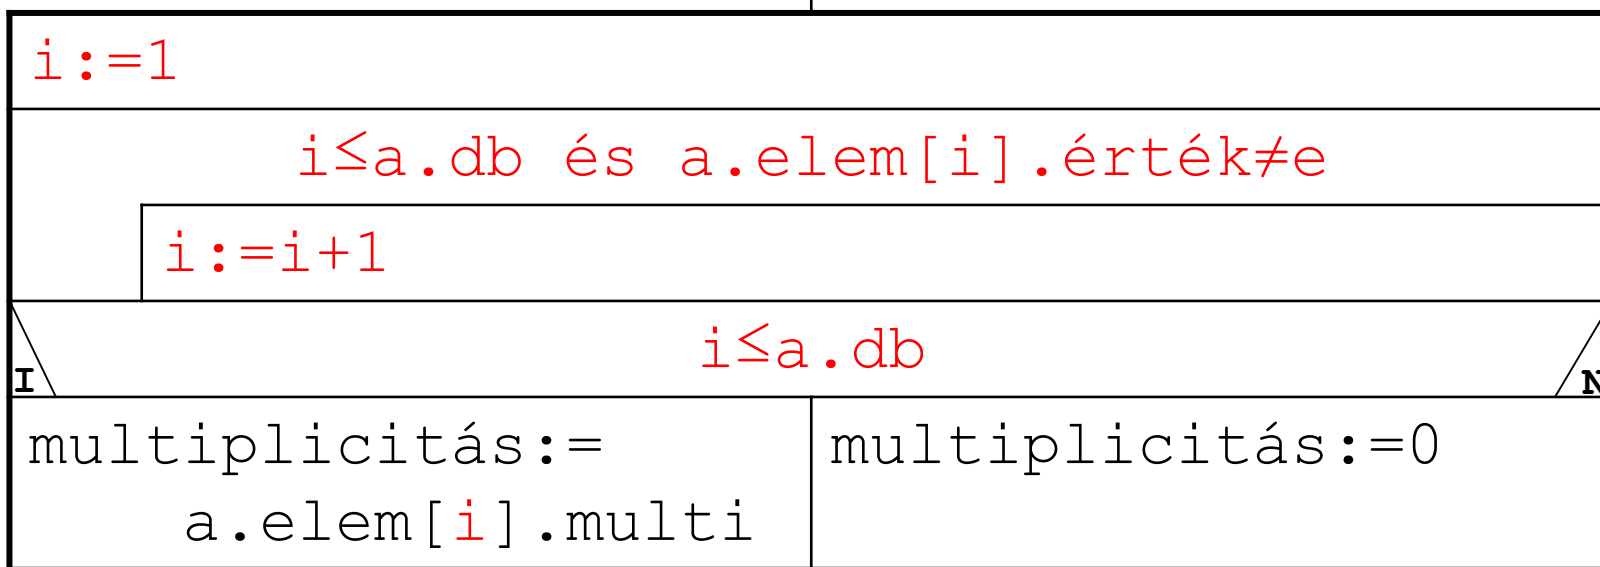 i:=1
i≤a.db és a.elem[i].érték≠e
i:=i+1
i≤a.db
I
N
multiplicitás:=
a.elem[i].multi
multiplicitás:=0